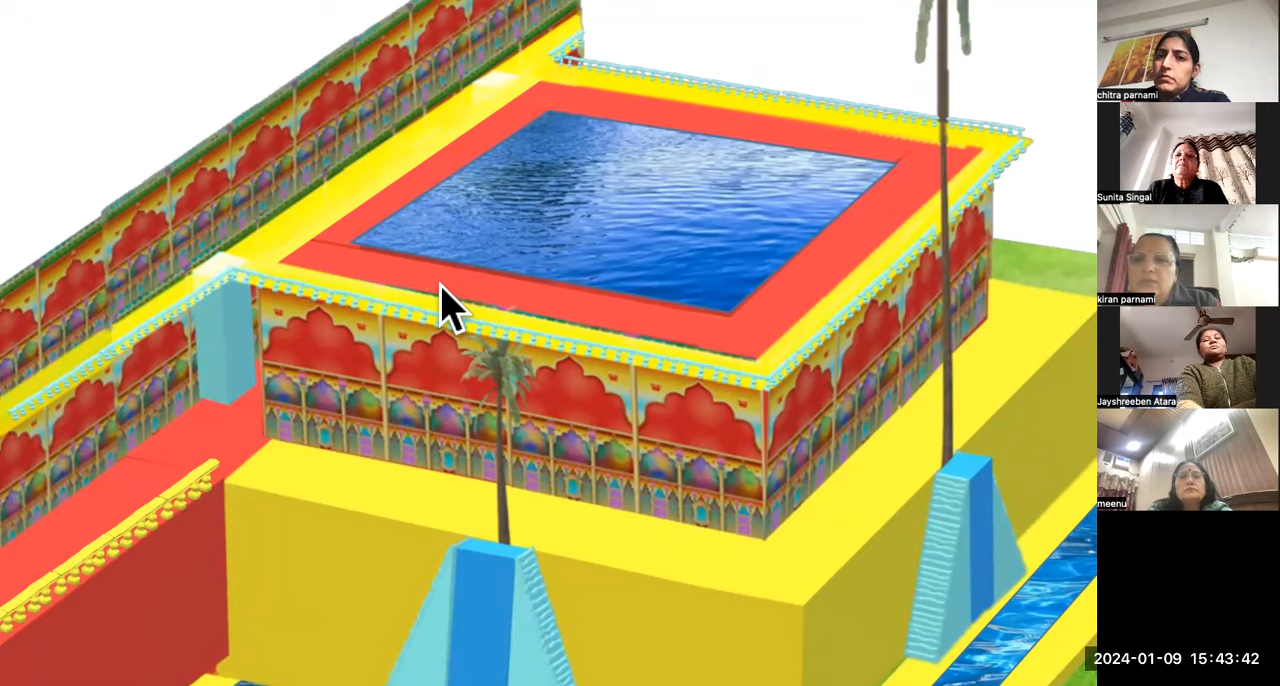 chitra parnami
Sunita Singal
kiran parnami
Jayshreeben Atara
meenu
2024-01-09 15:43:42